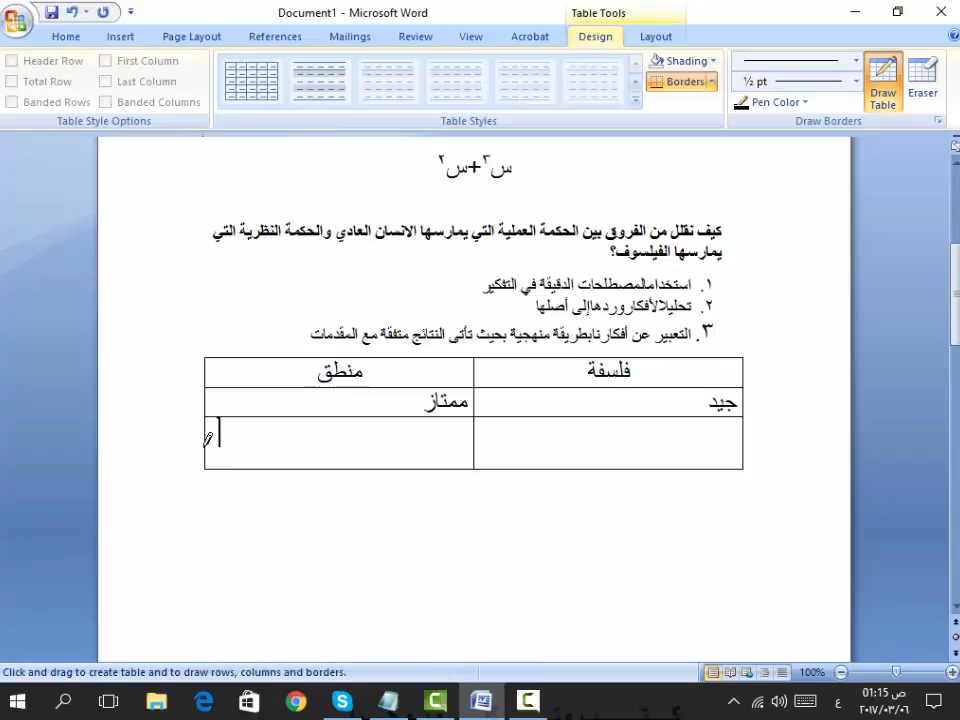 Document1 - Microsoft Word
Table Tools
Home
Insert
Page Layout
References
Mailings
Review
View
Acrobat
Design
Layout
Header Row
First Column
Total Row
Last Column
Banded Rows
Banded Columns
Table Style Options
Table Styles
Shading
Borders
½ pt
Pen Color
Draw Table
Eraser
Draw Borders
س٣+س٢
كيف نقلل من الفروق بين الحكمة العملية التي يمارسها الانسان العادي والحكمة النظرية التي
يمارسها الفيلسوف؟
١. استخدامالمصطلحات الدقيقة في التفكير
٢. تحليلالأفكاروردهاإلى أصلها
٣. التعبير عن أفكارنابطريقة منهجية بحيث تأتى النتائج متفقة مع المقدمات
فلسفة
منطق
جيد
ممتاز
Click and drag to create table and to draw rows, columns and borders.
100%
ع
٠١:١٥ ص
٢٠١٧/٠٣/٠٦